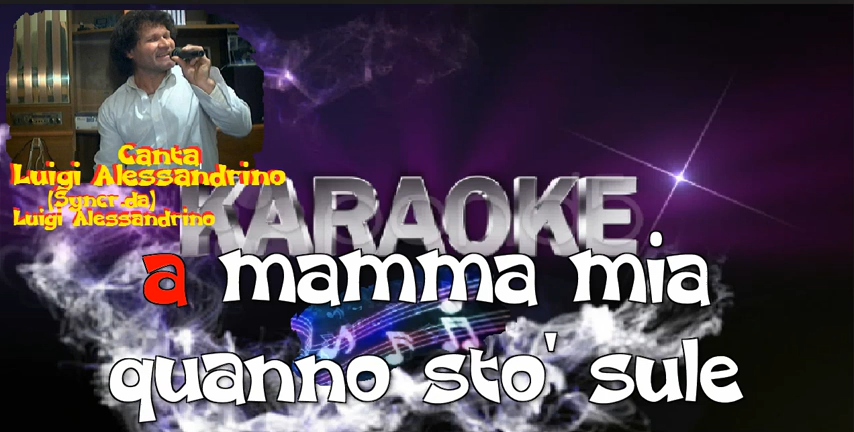 Canta
Luigi Alessandrino
(Syncr.da)
Luigi Alessandrino
KARAOKE
a mamma mia
quanno sto' sule